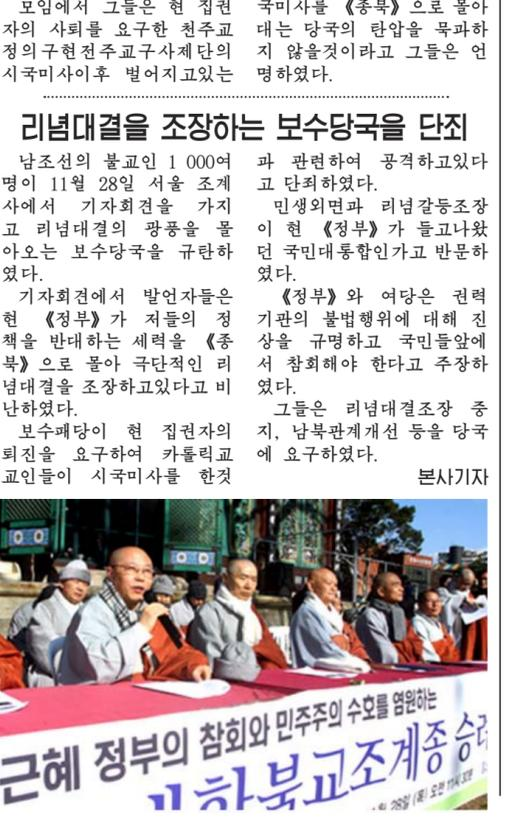 모임에서 그들은 현 집권
자의 사퇴를 요구한 천주교
정의구현전주교구사제단의
시국미사이후 벌어지고있는
국미사를 《종북》으로 몰아
대는 당국의 탄압을 묵과하
지 않을것이라고 그들은 언
명하였다.
리념대결을 조장하는 보수당국을 단죄
남조선의 불교인 1 000여
명이 11월 28일 서울 조계
사에서 기자회견을 가지
고 리념대결의 광풍을 몰
아오는 보수당국을 규탄하
였다.
기자회견에서 발언자들은
현 《정부》가 저들의 정
책을 반대하는 세력을 《종
북》으로 몰아 극단적인 리
념대결을 조장하고있다고 비
난하였다.
보수패당이 현 집권자의
퇴진을 요구하여 카톨릭교
교인들이 시국미사를 한것
과 관련하여 공격하고있다
고 단죄하였다.
민생외면과 리념갈등조장
이 현 《정부》가 들고나왔
던 국민대통합인가고 반문하
였다.
《정부》와 여당은 권력
기관의 불법행위에 대해 진
상을 규명하고 국민들앞에
서 참회해야 한다고 주장하
였다.
그들은 리념대결조장 중
지, 남북관계개선 등을 당국
에 요구하였다.
본사기자
근혜 정부의 참회와 민주주의 수호를 염원하는
대한불교조계종 승려
28일 (목) 오전 11시 30분